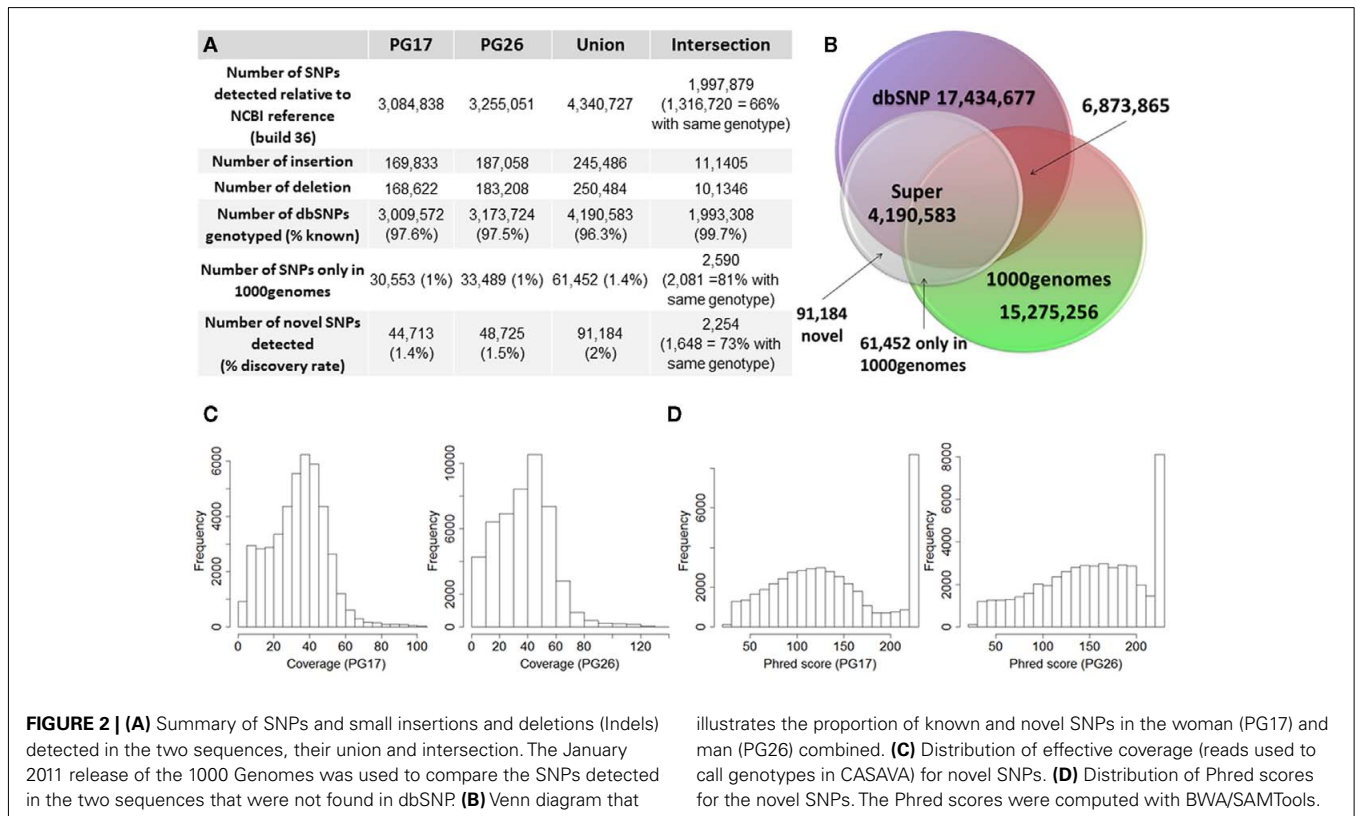 A PG17 PG26 Union Intersection
Number of SNPs
detected relative to
NCBI reference
(build 36)
3,084,838 3,255,051 4,340,727
1,997,879
(1,316,720 = 66%
with same genotype)
Number of insertion 169,833 187,058 245,486 11,1405
Number of deletion 168,622 183,208 250,484 10,1346
Number of dbSNPs
genotyped (% known)
3,009,572 3,173,724 4,190,583 1,993,308
(97.6%) (97.5%) (96.3%) (99.7%)
Number of SNPs only in
1000genomes
30,553 (1%) 33,489 (1%) 61,452 (1.4%)
2,590
(2,081 =81% with
same genotype)
Number of novel SNPs
detected
(% discovery rate)
44,713 48,725 91,184
(1.4%) (1.5%) (2%)
2,254
(1,648 = 73% with
same genotype)
B
dbSNP 17,434,677
6,873,865
Super
4,190,583
1000genomes
15,275,256
91,184
novel
61,452 only in
1000genomes
C
Frequency
0 2000 4000 6000
0 20 40 60 80 100
Coverage (PG17)
Frequency
0 2000 6000 10000
0 20 40 60 80 120
Coverage (PG26)
D
Frequency
0 2000 6000
50 100 150 200
Phred score (PG17)
Frequency
0 2000 4000 6000 8000
50 100 150 200
Phred score (PG26)
FIGURE 2 | (A) Summary of SNPs and small insertions and deletions (Indels)
detected in the two sequences, their union and intersection. The January
2011 release of the 1000 Genomes was used to compare the SNPs detected
in the two sequences that were not found in dbSNP. (B) Venn diagram that
illustrates the proportion of known and novel SNPs in the woman (PG17) and
man (PG26) combined. (C) Distribution of effective coverage (reads used to
call genotypes in CASAVA) for novel SNPs. (D) Distribution of Phred scores
for the novel SNPs. The Phred scores were computed with BWA/SAMTools.